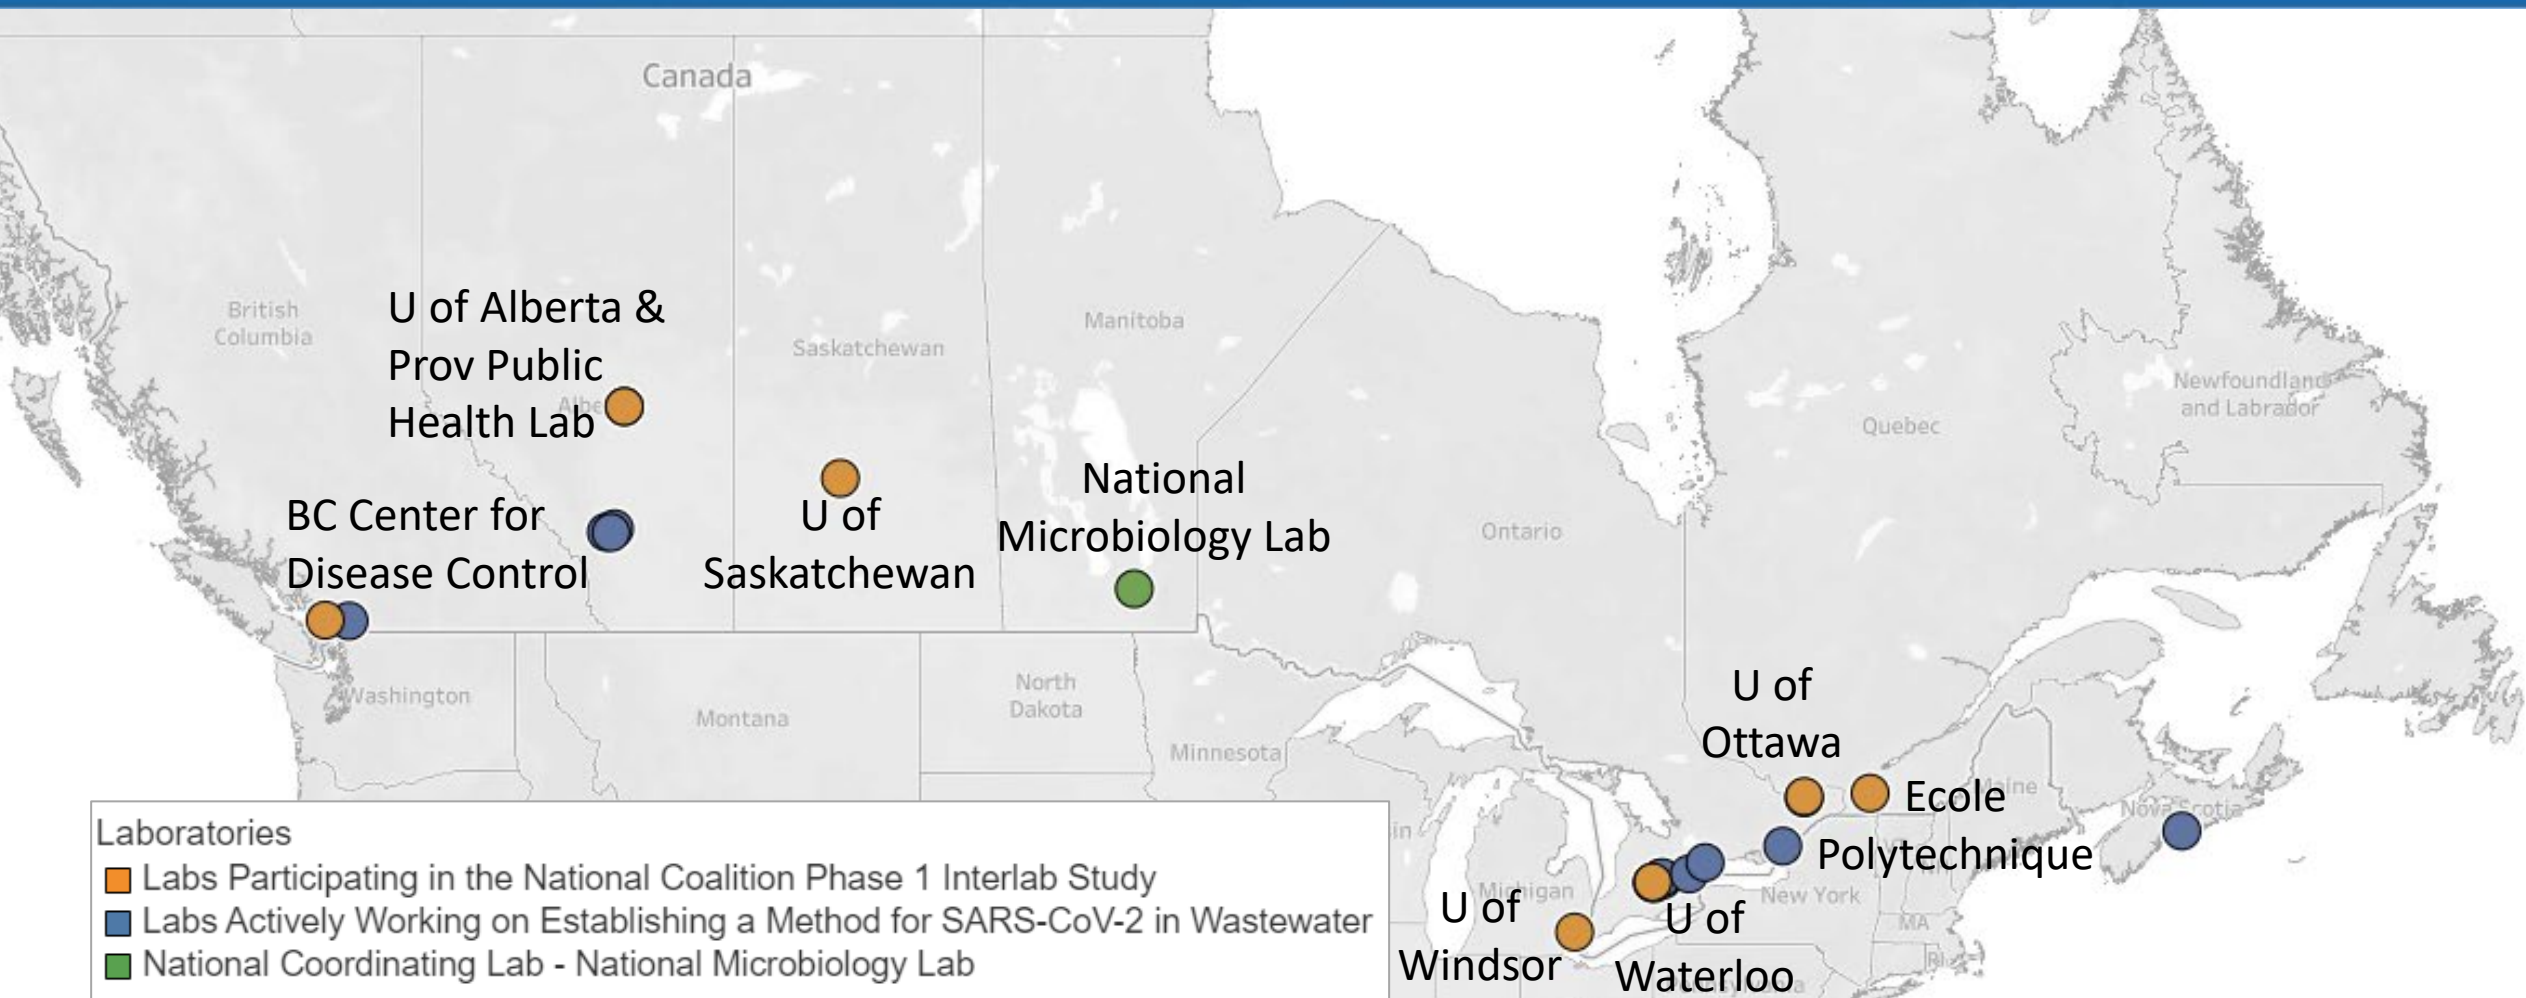 Canada
British
Columbia
U of Alberta &
Prov Public
Health Lab
Saskatchewan
Manitoba
Newfoundland
and Labrador
Quebec
Ontario
BC Center for
Disease Control
U of
Saskatchewan
National
Microbiology Lab
Washington
Montana
North
Dakota
Minnesota
U of
Ottawa
Ecole
Polytechnique
Maine
Nova Scotia
Michigan
New York
MA
RI
U of
Windsor
U of
Waterloo
Pennsylvania
Laboratories
Labs Participating in the National Coalition Phase 1 Interlab Study
Labs Actively Working on Establishing a Method for SARS-CoV-2 in Wastewater
National Coordinating Lab - National Microbiology Lab